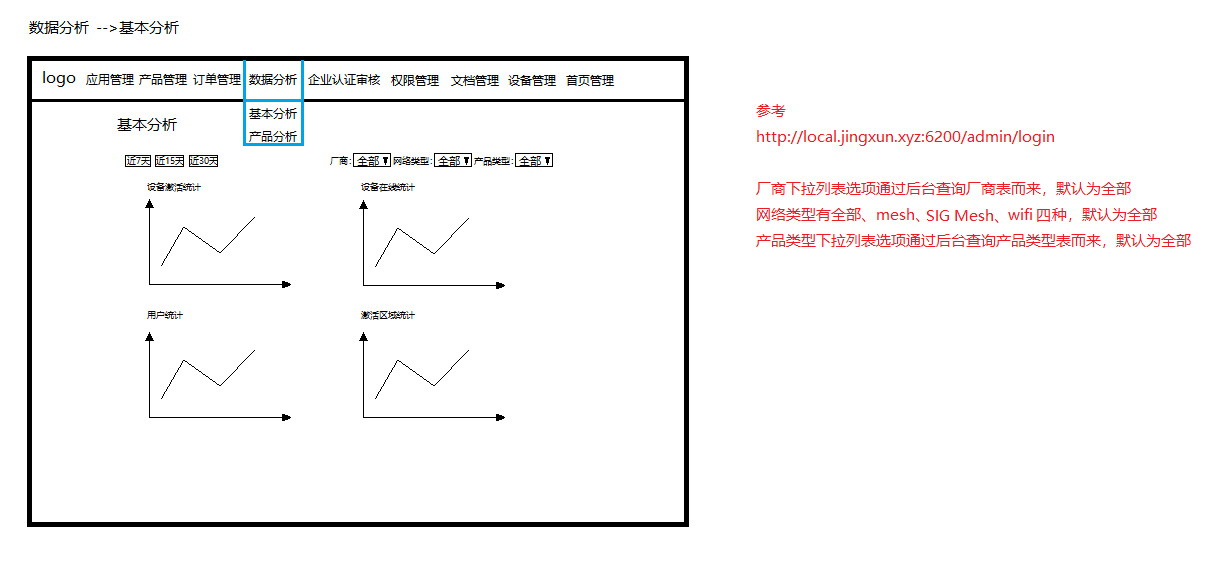 数据分析 -->基本分析
logo 应用管理 产品管理 订单管理 数据分析 企业认证审核 权限管理 文档管理 设备管理 首页管理
基本分析
产品分析
基本分析
近7天 近15天 近30天 厂商: 全部 网络类型: 全部 产品类型: 全部
设备激活统计 设备在线统计
用户统计 激活区域统计
参考
http://local.jingxun.xyz:6200/admin/login
厂商下拉列表选项通过后台查询厂商表而来，默认为全部
网络类型有全部、mesh、SIG Mesh、wifi 四种，默认为全部
产品类型下拉列表选项通过后台查询产品类型表而来，默认为全部